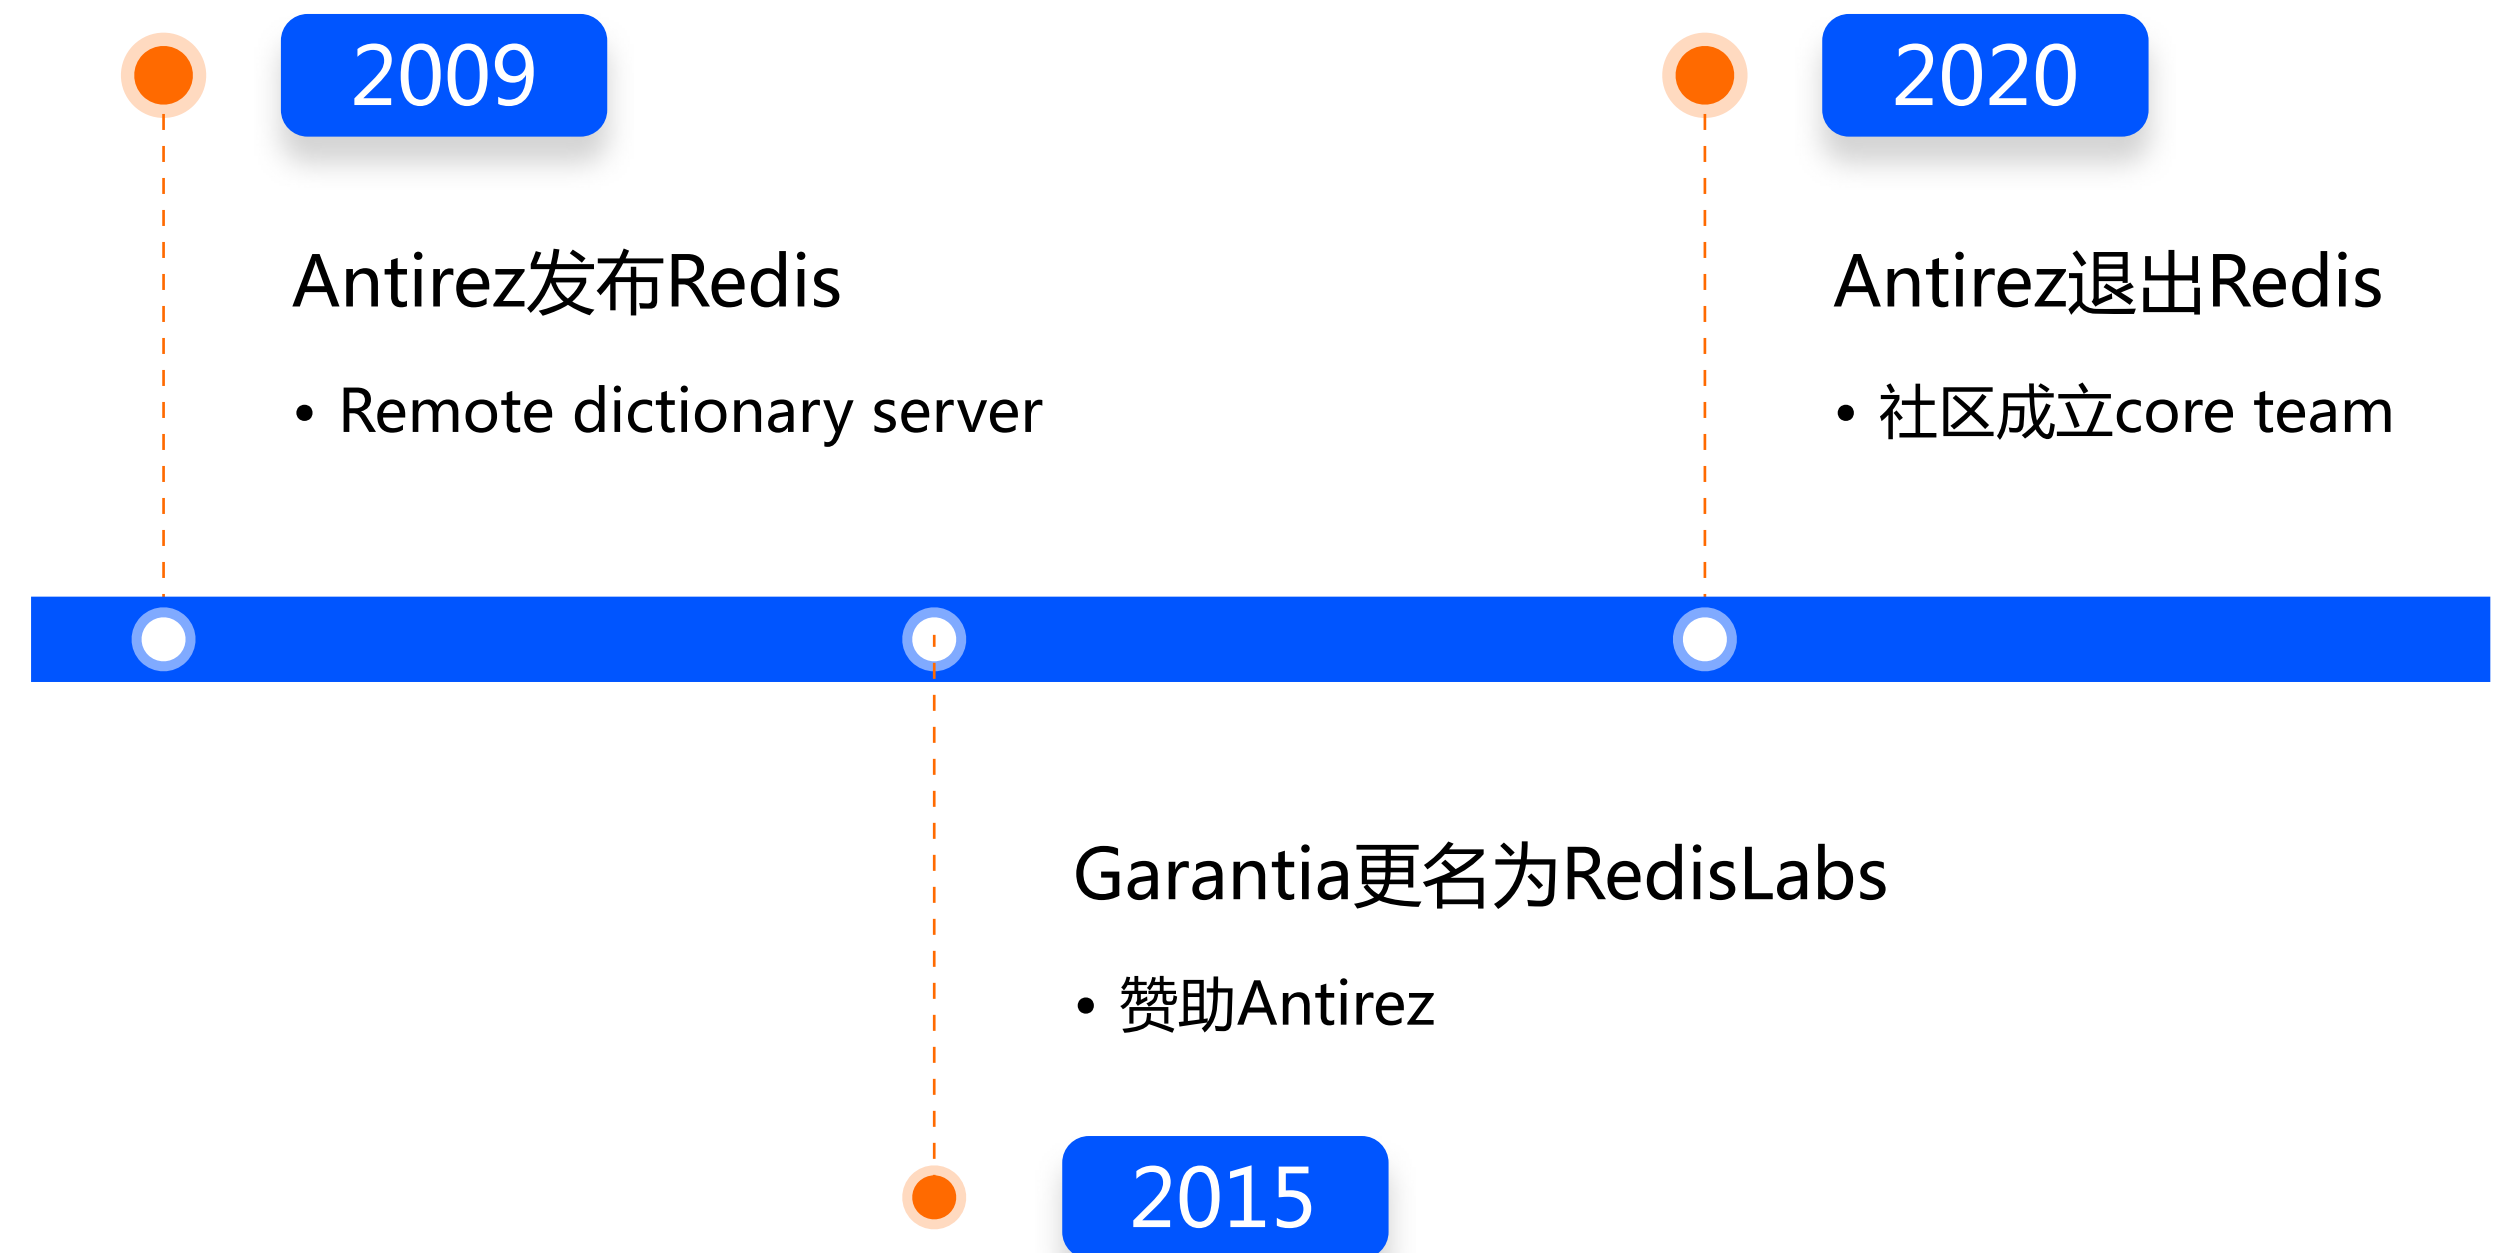 2009
Antirez发布Redis
• Remote dictionary server
2020
Antirez退出Redis
• 社区成立core team
Garantia更名为RedisLabs
• 赞助Antirez
2015